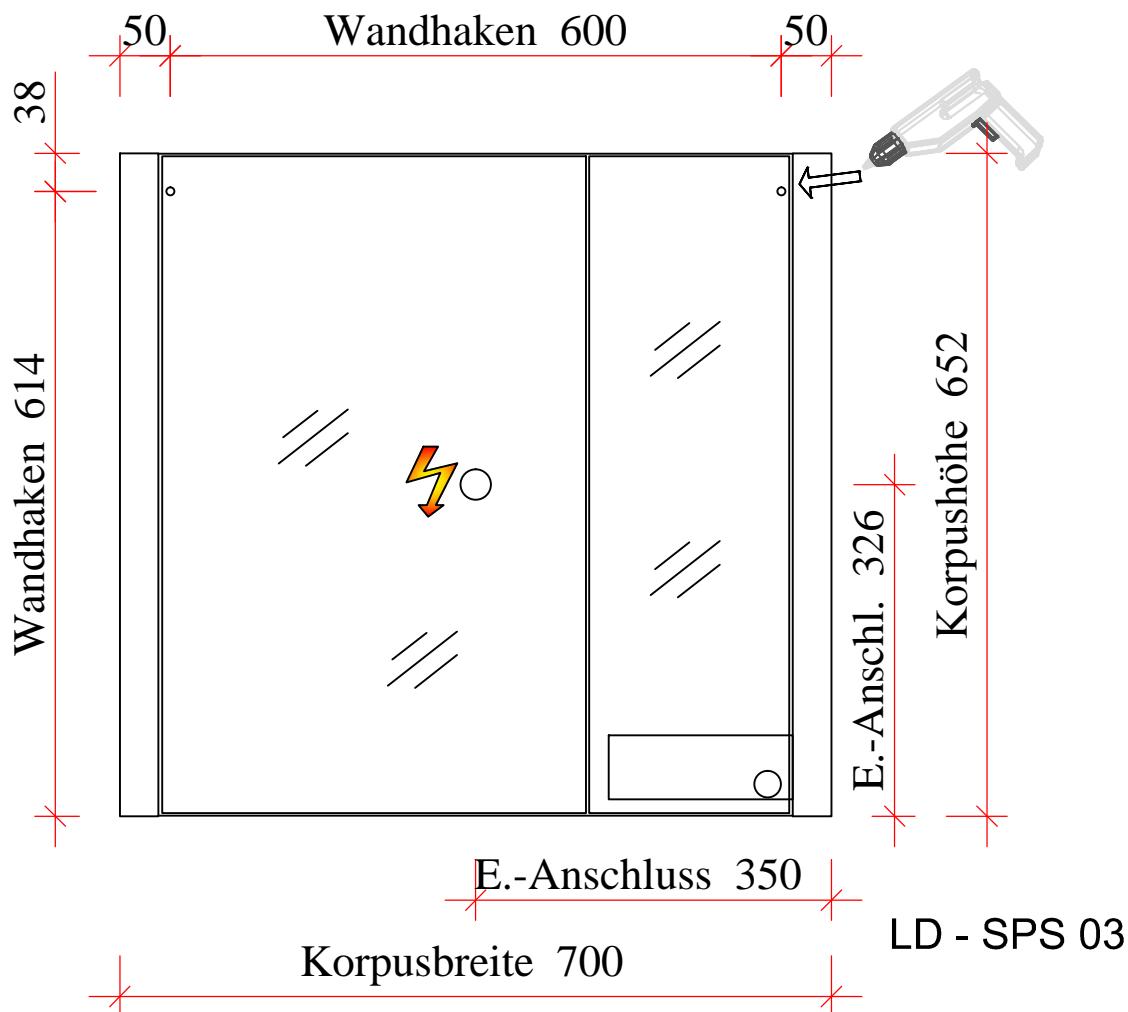 50
Wandhaken 600
50
38
Wandhaken 614
E.-Anschl. 326
Korpushöhe 652
E.-Anschluss 350
LD - SPS 03
Korpusbreite 700